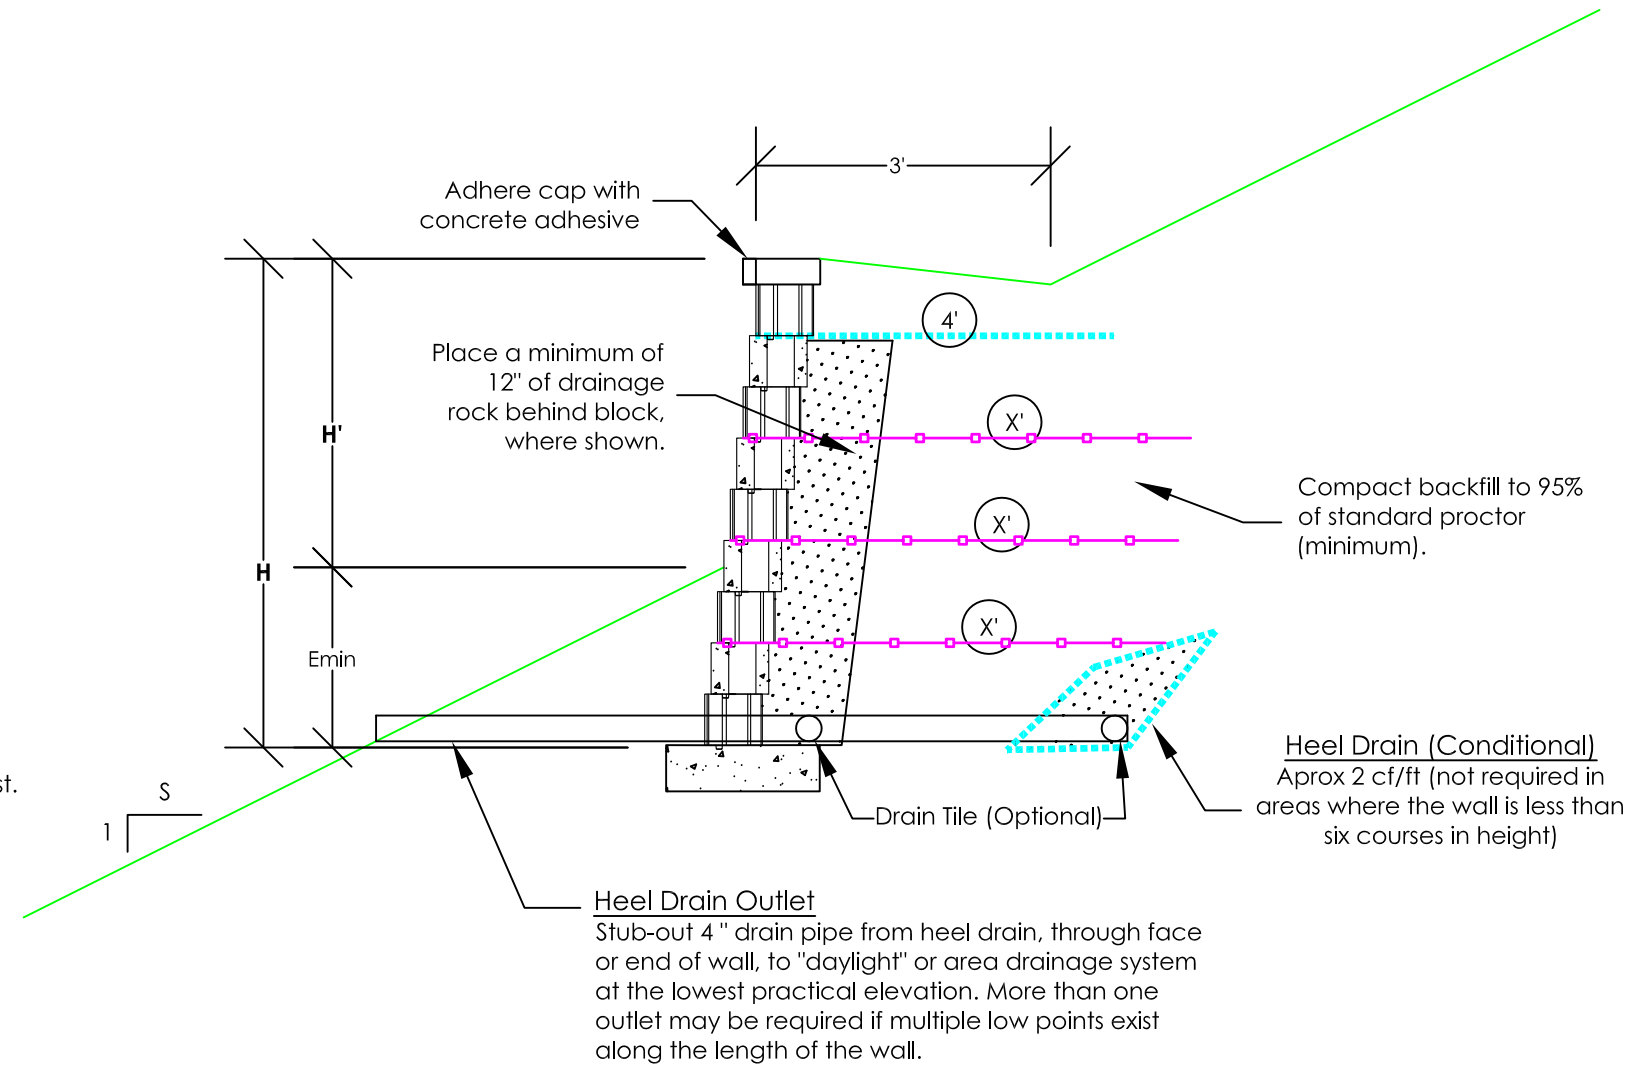 3'
Adhere cap with
concrete adhesive
4'
Place a minimum of
12" of drainage
rock behind block,
where shown.
X'
H'
Compact backfill to 95%
of standard proctor
(minimum).
X'
H
X'
Emin
Heel Drain (Conditional)
Aprox 2 cf/ft (not required in
areas where the wall is less than
six courses in height)
st.
S
1
Drain Tile (Optional)
Heel Drain Outlet
Stub-out 4 " drain pipe from heel drain, through face
or end of wall, to "daylight" or area drainage system
at the lowest practical elevation. More than one
outlet may be required if multiple low points exist
along the length of the wall.